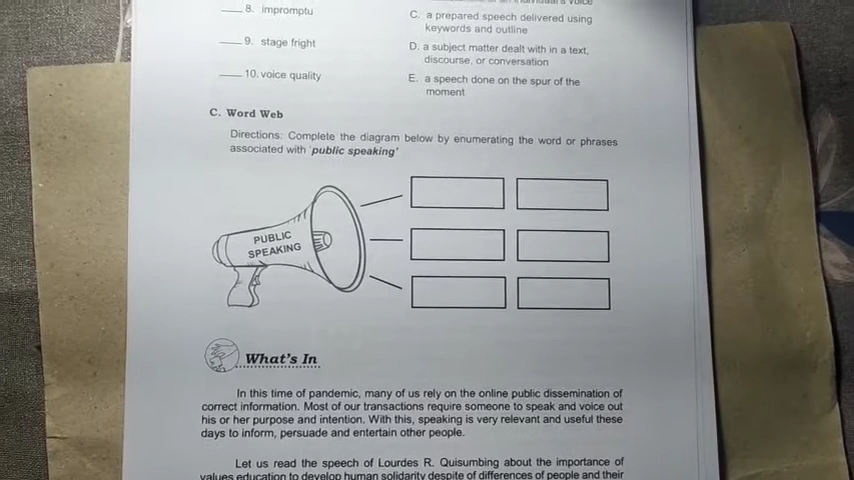 an individual's voice
____8. impromptu
C. a prepared speech delivered using
keywords and outline
____9. stage fright
D. a subject matter dealt with in a text,
discourse, or conversation
____10. voice quality
E. a speech done on the spur of the
moment
C. Word Web
Directions: Complete the diagram below by enumerating the word or phrases
associated with 'public speaking'
PUBLIC
SPEAKING
What's In
In this time of pandemic, many of us rely on the online public dissemination of
correct information. Most of our transactions require someone to speak and voice out
his or her purpose and intention. With this, speaking is very relevant and useful these
days to inform, persuade and entertain other people.
Let us read the speech of Lourdes R. Quisumbing about the importance of
values education to develop human solidarity despite of differences of people and their